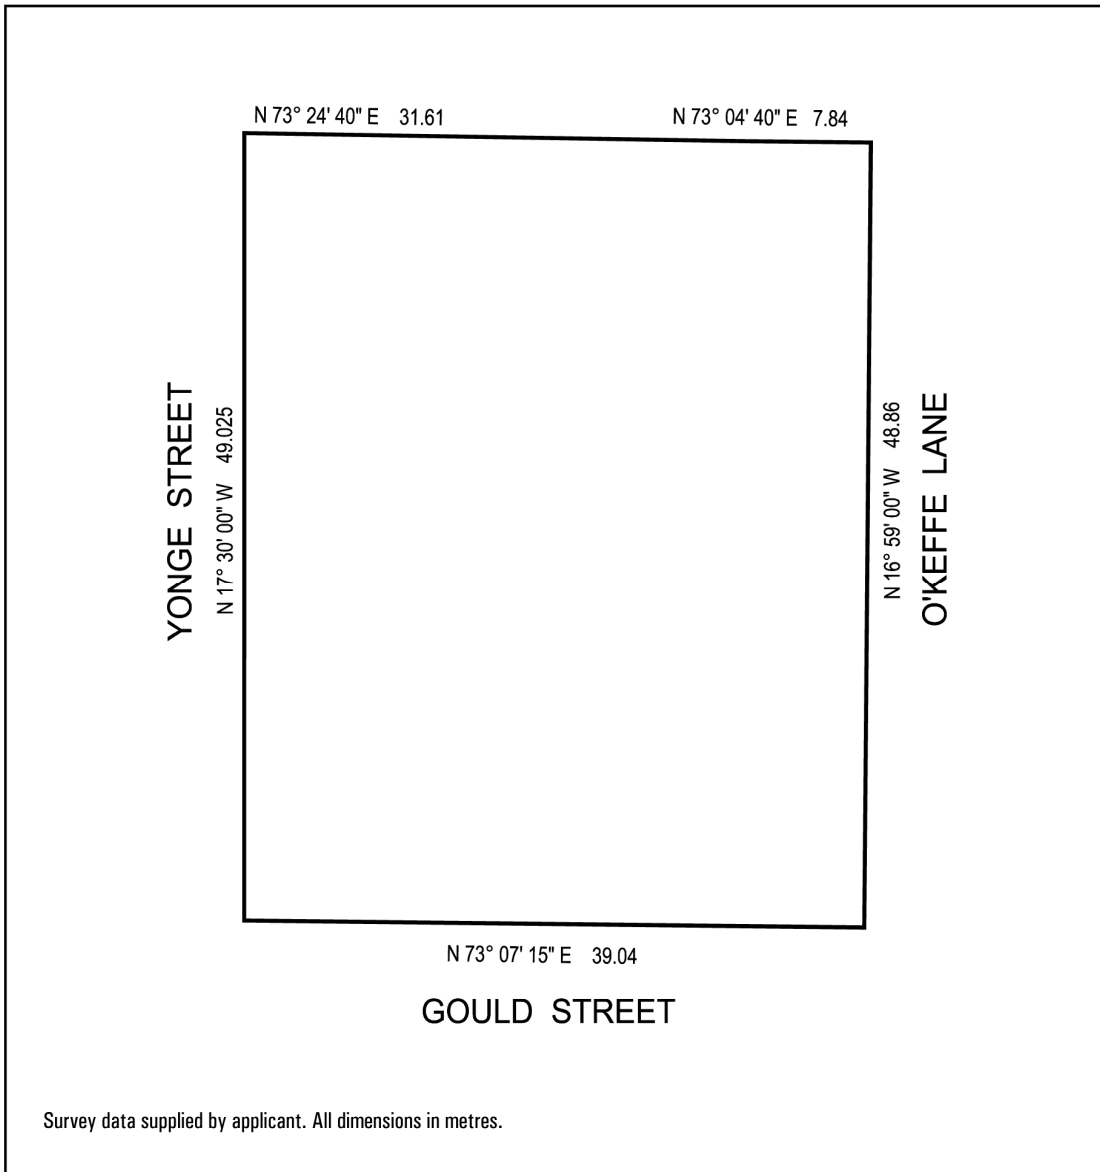 N 73° 24' 40" E 31.61
N 73° 04' 40" E 7.84
YONGE STREET
N 17° 30' 00" W 49.025
N 16° 59' 00" W 48.86
O'KEFFE LANE
N 73° 07' 15" E 39.04
GOULD STREET
Survey data supplied by applicant. All dimensions in metres.